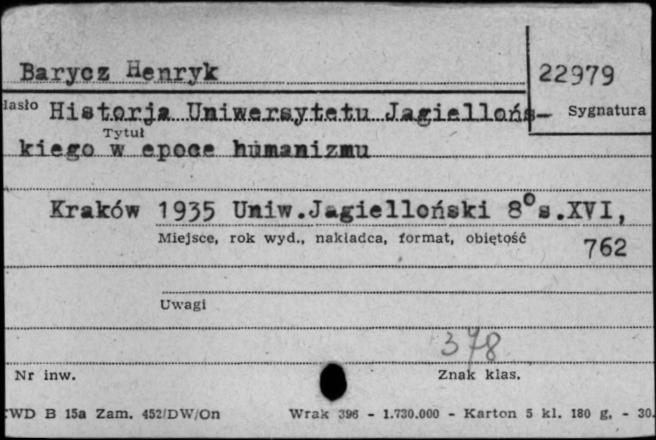 Barycz Henryk
22979
Hasło
Historja Uniwersytetu Jagiellońs-
Sygnatura
Tytuł
kiego w epoce humanizmu
Kraków 1935 Uniw.Jagielloński 8° s.XVI,
Miejsce, rok wyd., nakładca, format, objętość
762
Uwagi
378
Nr inw.
Znak klas.
CWD B 15a Zam. 452/DW/On Wrak 396 - 1.730.000 - Karton 5 kl. 180 g. - 30.